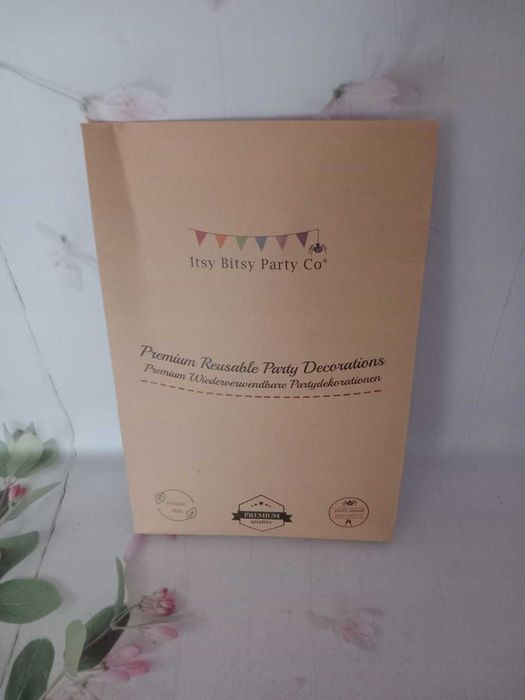 Itsy Bitsy Party Co®
Premium Reusable Party Decorations
Premium Wiederverwendbare Partydekorationen
PREMIUM
quality